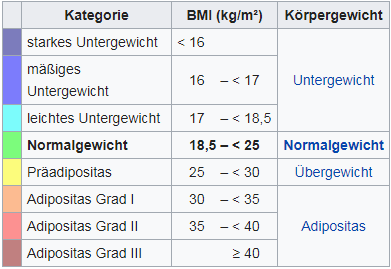 Kategorie BMI (kg/m²) Körpergewicht
starkes Untergewicht < 16
mäßiges
Untergewicht 16 – < 17 Untergewicht
leichtes Untergewicht 17 – < 18,5
Normalgewicht 18,5 – < 25 Normalgewicht
Präadipositas 25 – < 30 Übergewicht
Adipositas Grad I 30 – < 35
Adipositas Grad II 35 – < 40 Adipositas
Adipositas Grad III ≥ 40